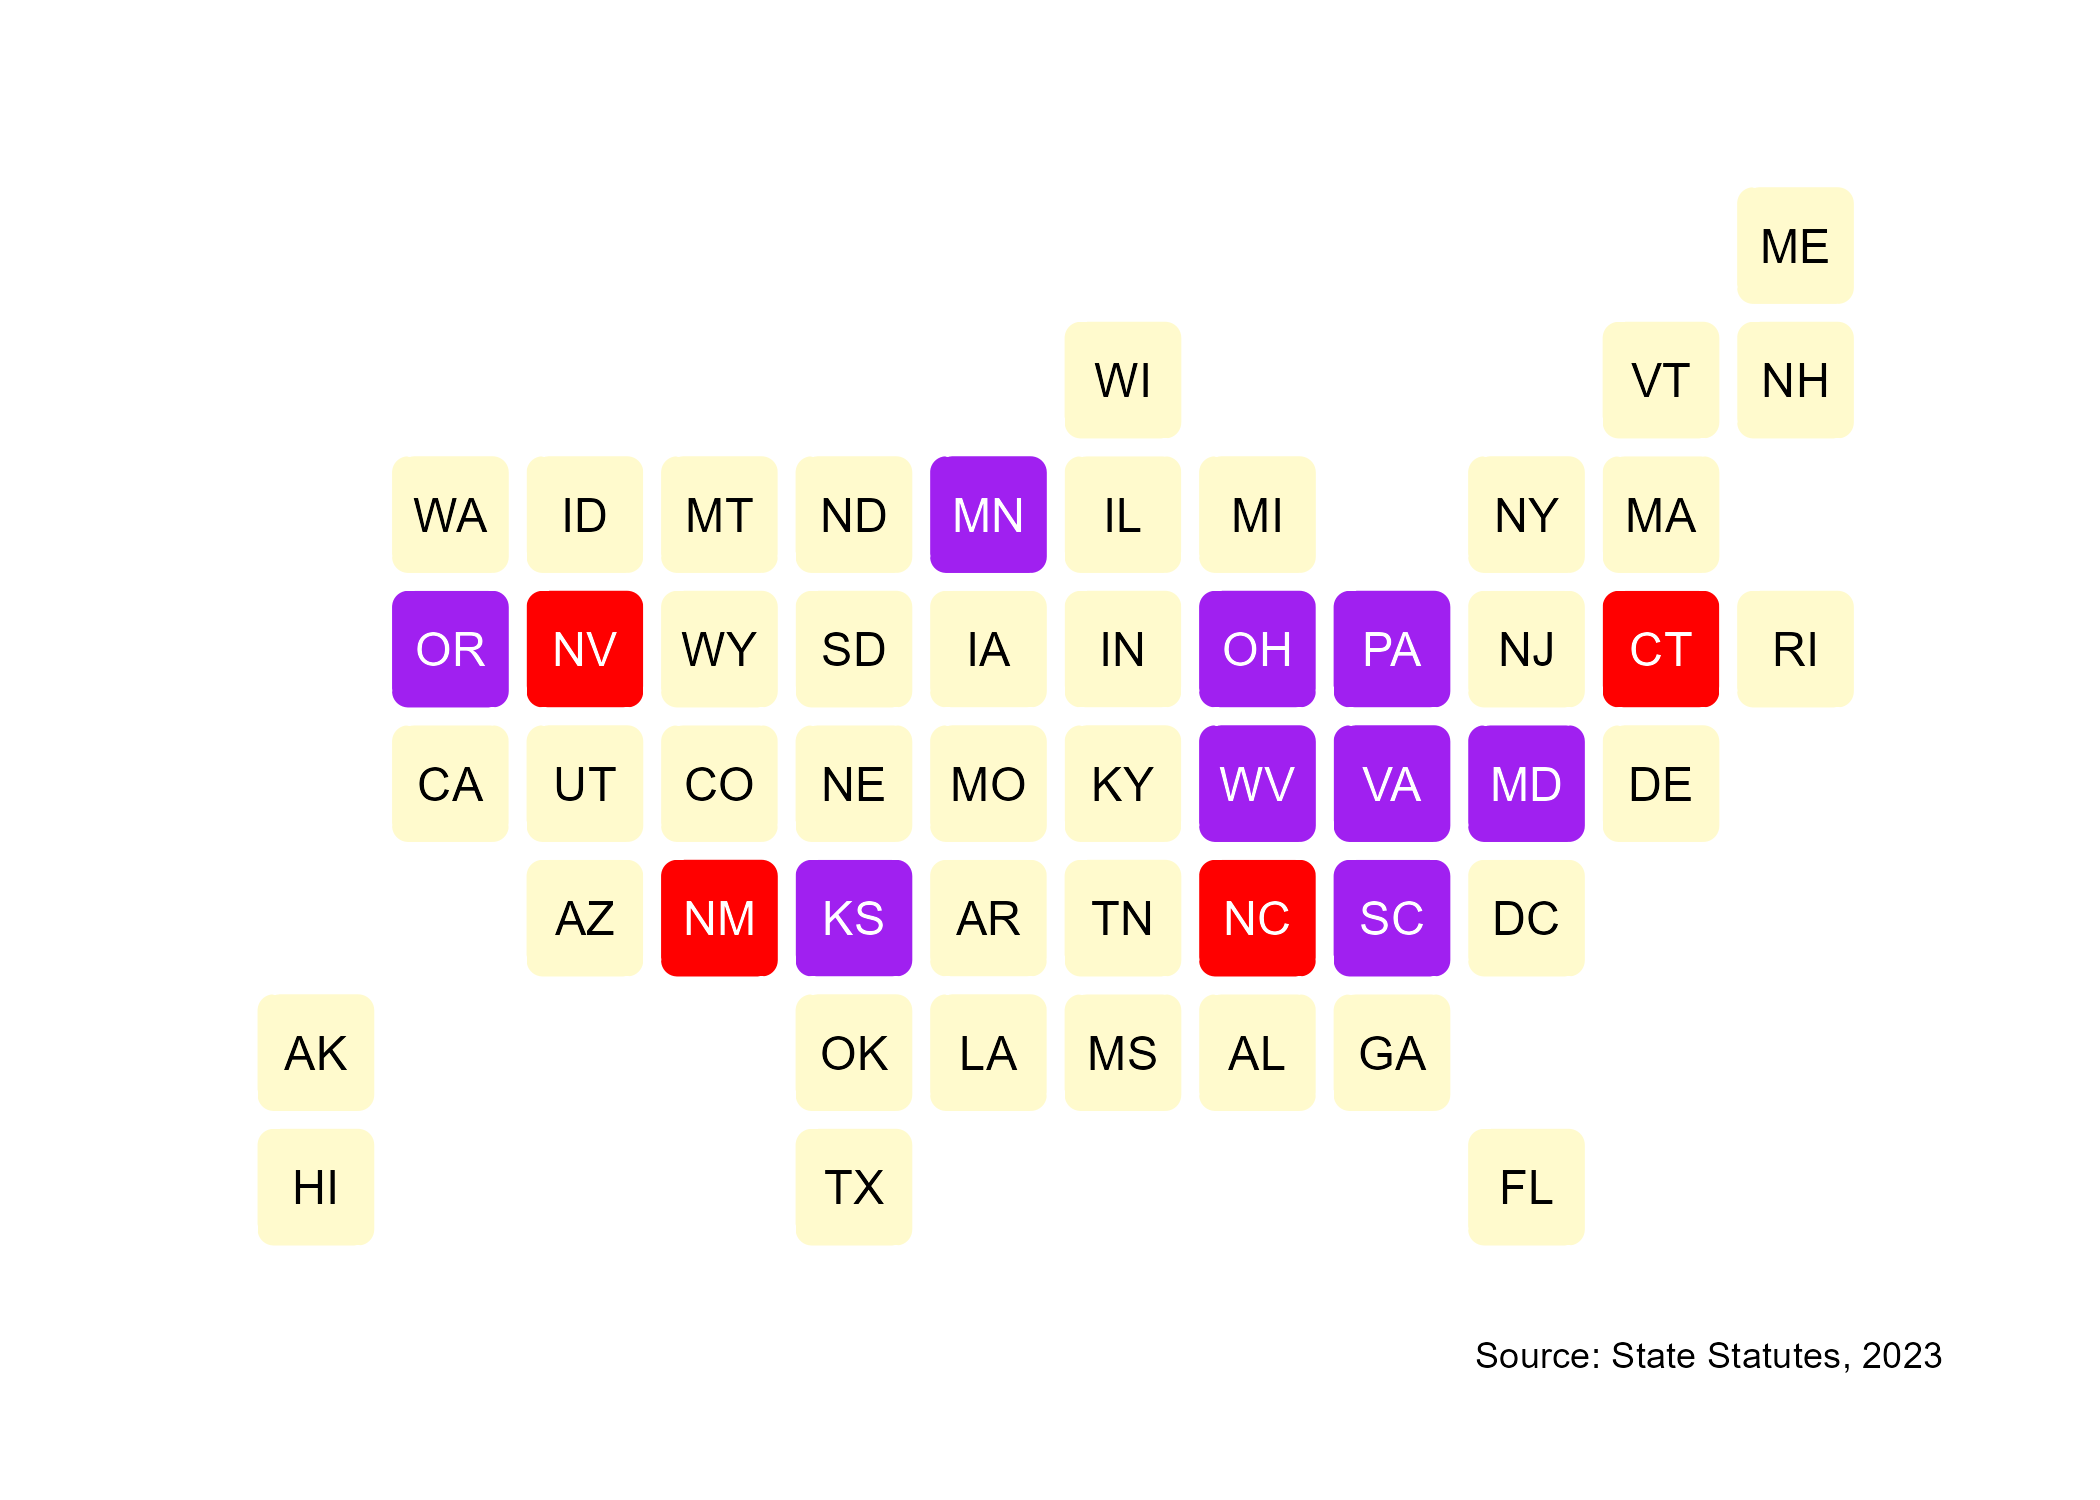 ME
WI VT NH
WA ID MT ND MN IL MI NY MA
OR NV WY SD IA IN OH PA NJ CT RI
CA UT CO NE MO KY WV VA MD DE
AZ NM KS AR TN NC SC DC
AK OK LA MS AL GA
HI TX FL
Source: State Statutes, 2023